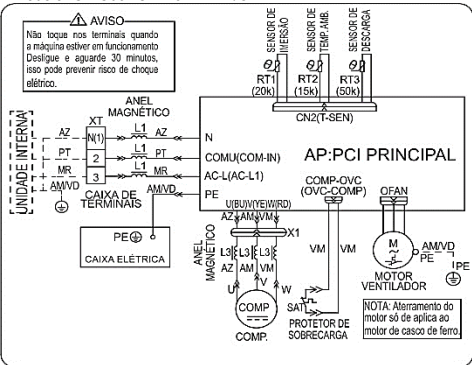 AVISO
Não toque nos terminais quando
a máquina estiver em funcionamento
Desligue e aguarde 30 minutos,
isso pode prevenir risco de choque
elétrico.
SENSOR DE
IMERSÃO
SENSOR DE
TEMP.AMB.
SENSOR DE
DESCARGA
RT1 RT2 RT3
(20k) (15k) (50k)
CN2(T-SEN)
ANEL
MAGNÉTICO
UNIDADE INTERNA
XT
AZ N(1) L1 AZ N
PT 2 L1 PT COMU(COM-IN)
MR 3 L1 MR AC-L(AC-L1)
AM/VD CAIXA DE
TERMINAIS
AM/VD PE
AP:PCI PRINCIPAL
COMP-OVC
(OVC-COMP)
OFAN
U(BU) V(YE) W(RD)
AZ AM VM
X1
ANEL
MAGNÉTICO
L3 L3 L3
AZ AM VM
U V W
COMP
COMP.
PE
CAIXA ELÉTRICA
VM VM
SAT
PROTETOR DE
SOBRECARGA
M
AM/VD
PE
PE
MOTOR
VENTILADOR
NOTA: Aterramento do
motor só de aplica ao
motor de casco de ferro.